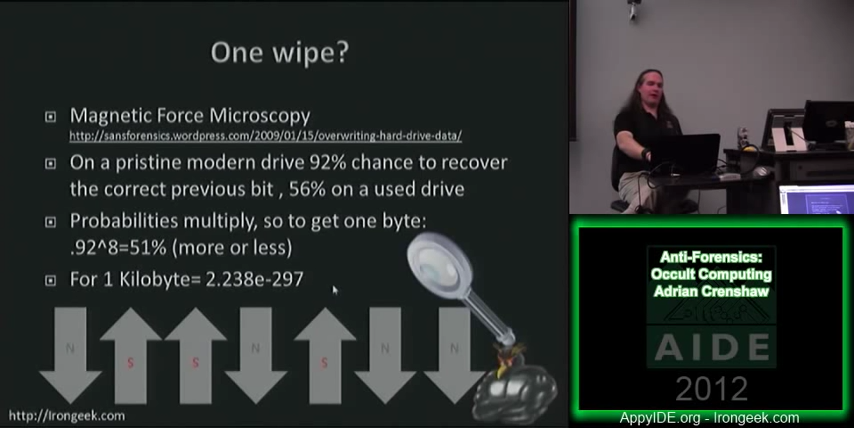 One wipe?
Magnetic Force Microscopy
http://sansforensics.wordpress.com/2009/01/15/overwriting-hard-drive-data/
On a pristine modern drive 92% chance to recover
the correct previous bit , 56% on a used drive
Probabilities multiply, so to get one byte:
.92^8=51% (more or less)
For 1 Kilobyte= 2.238e-297
N S S N S N N
http://Irongeek.com
Anti-Forensics:
Occult Computing
Adrian Crenshaw
AIDE
2012
AppyIDE.org - Irongeek.com